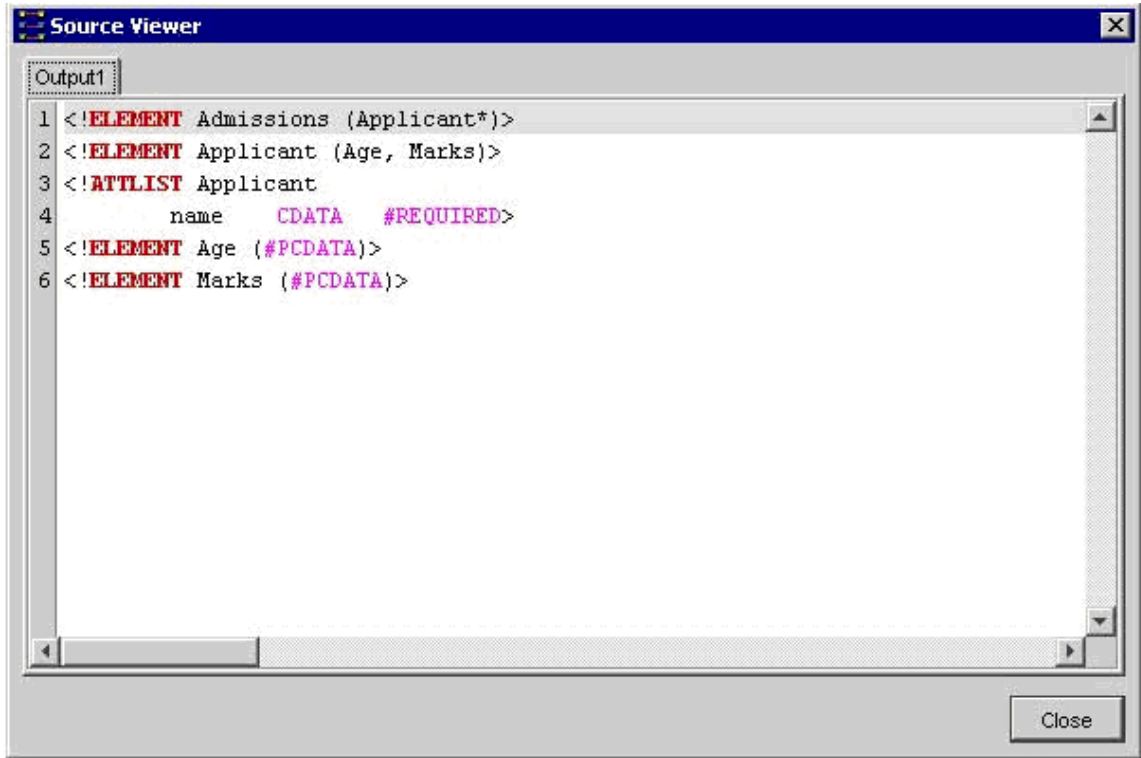 Source Viewer
Output1
1 <!ELEMENT Admissions (Applicant*)>
2 <!ELEMENT Applicant (Age, Marks)>
3 <!ATTLIST Applicant
4 name CDATA #REQUIRED>
5 <!ELEMENT Age (#PCDATA)>
6 <!ELEMENT Marks (#PCDATA)>
Close